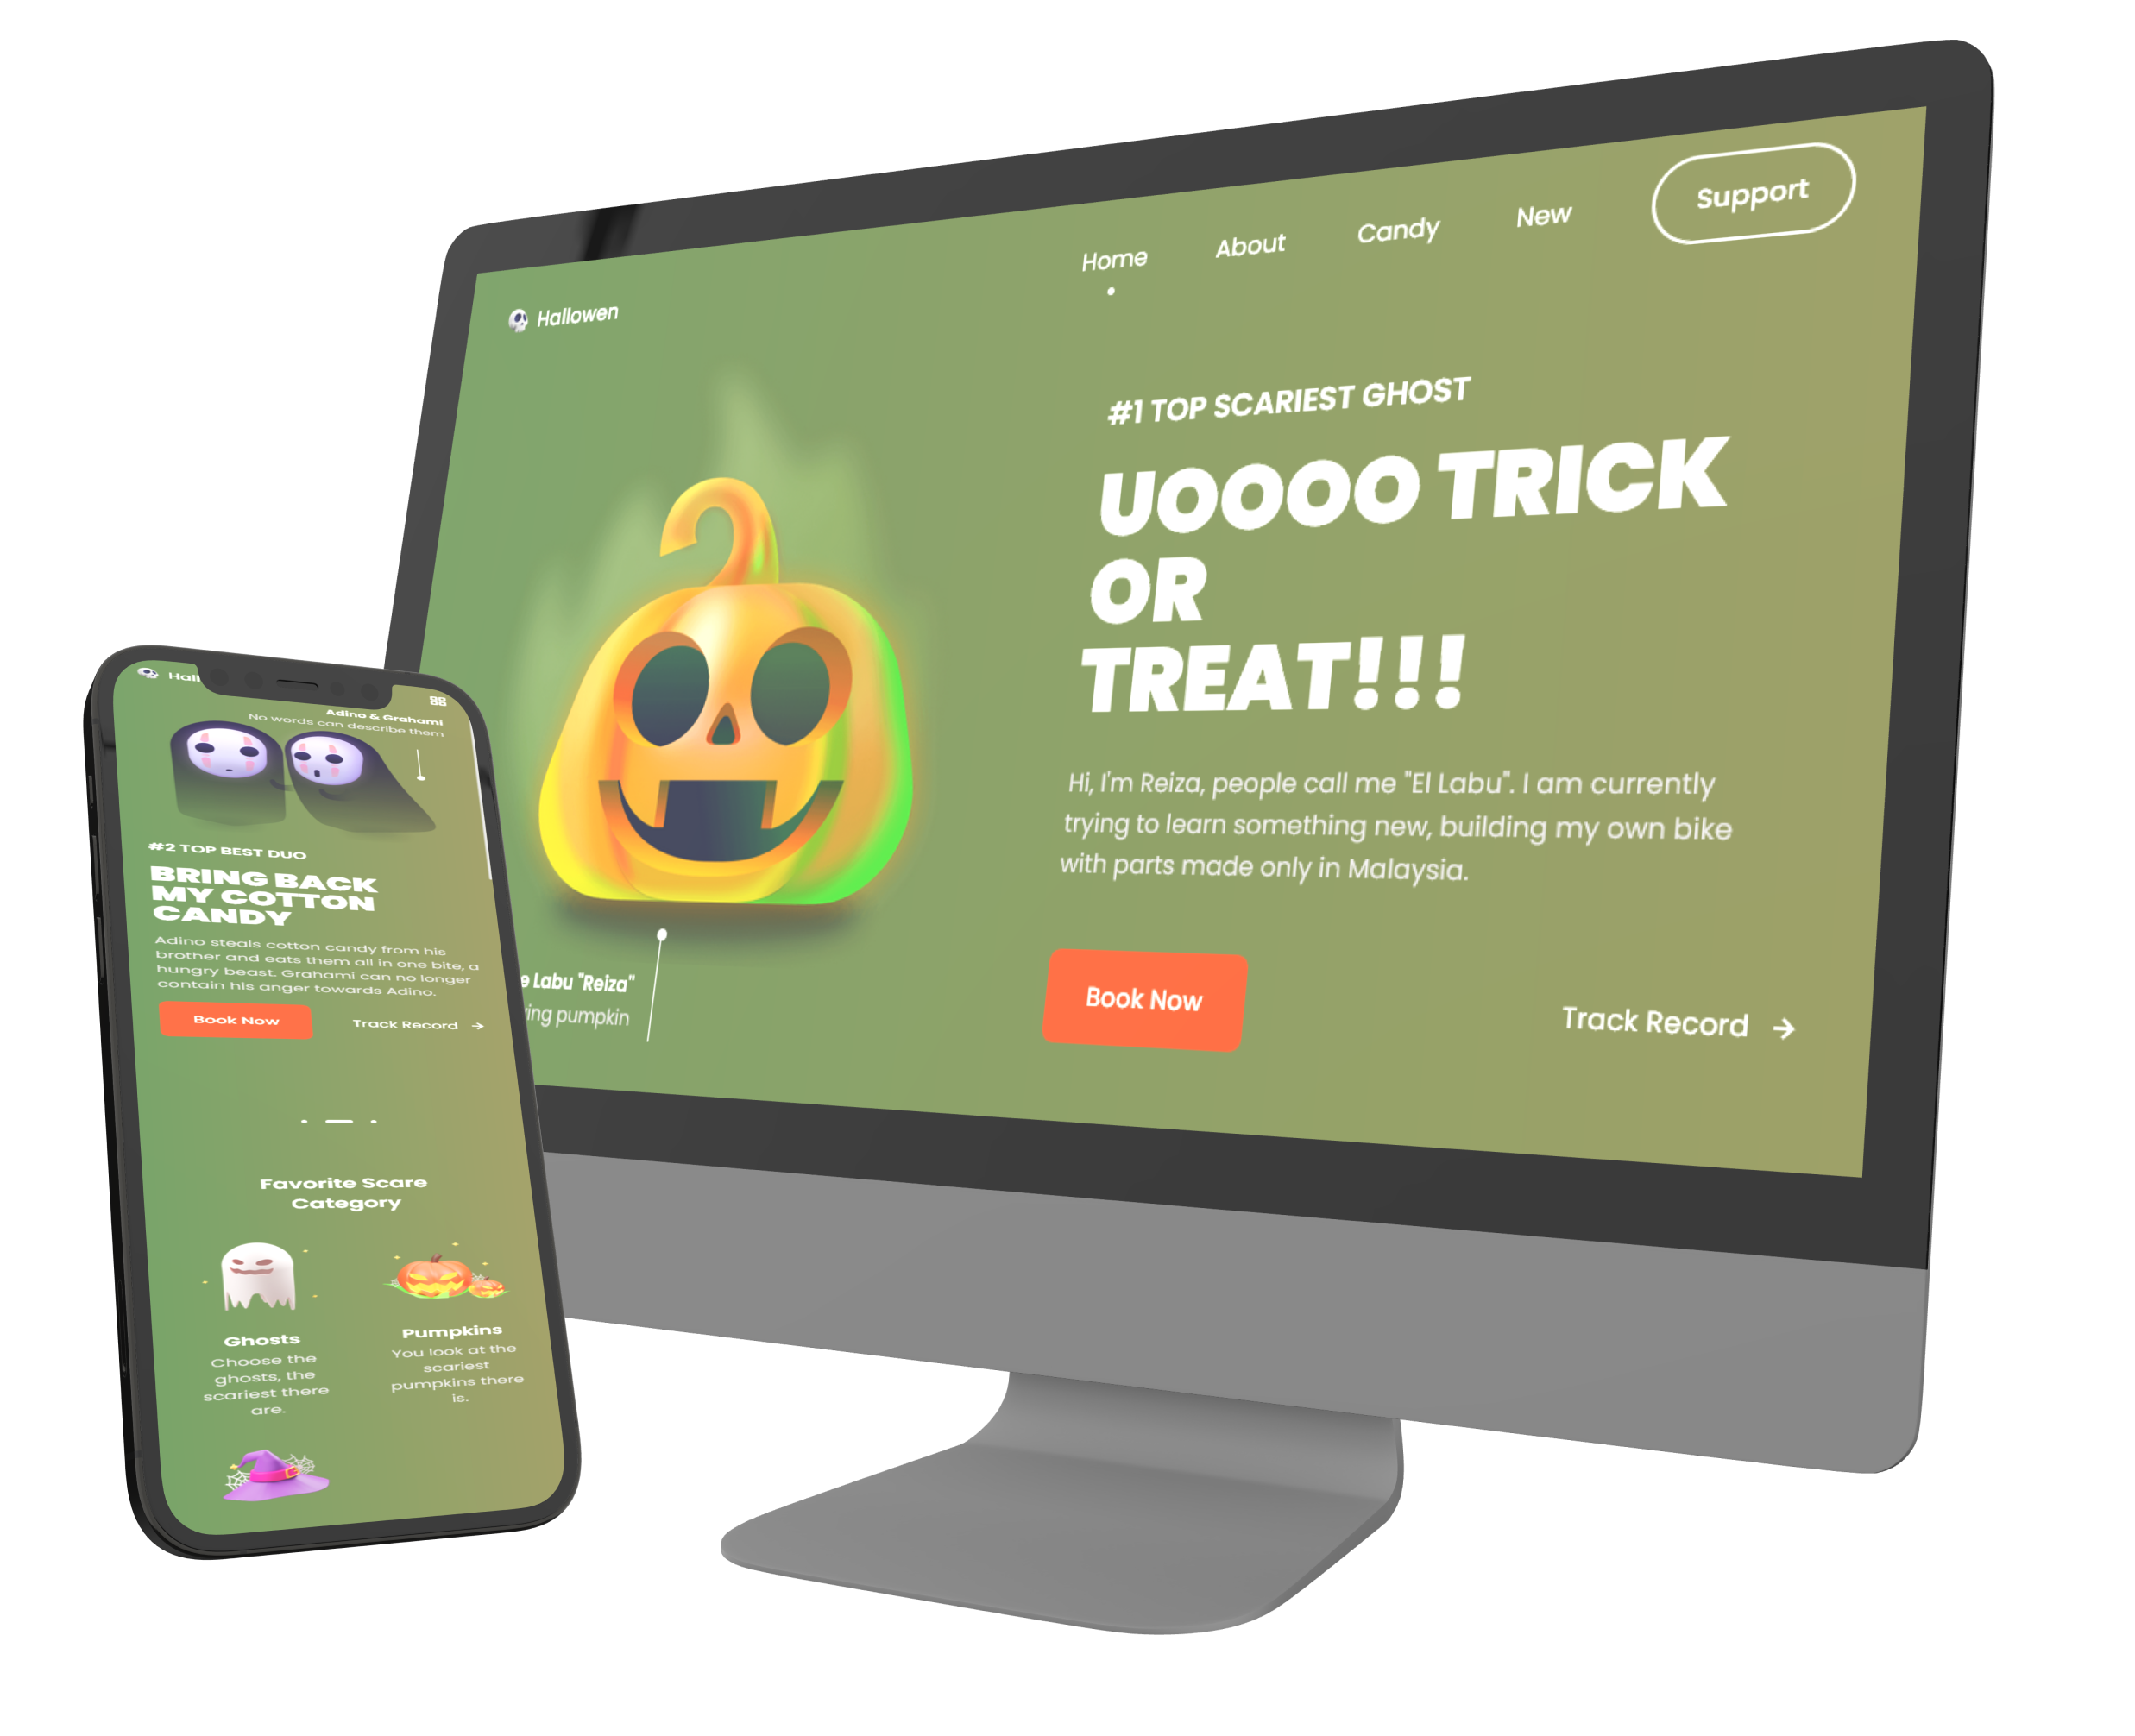 Hallowen
Home
About
Candy
New
Support
#1 TOP SCARIEST GHOST
UOOOO TRICK
OR
TREAT!!!
Hi, I'm Reiza, people call me "El Labu". I am currently
trying to learn something new, building my own bike
with parts made only in Malaysia.
Book Now
Track Record →
Labu "Reiza"
pumpkin
Adino & Grahami
No words can describe them
#2 TOP BEST DUO
BRING BACK
MY COTTON
CANDY
Adino steals cotton candy from his
brother and eats them all in one bite, a
hungry beast. Grahami can no longer
contain his anger towards Adino.
Book Now
Track Record →
Favorite Scare
Category
Ghosts
Choose the
ghosts, the
scariest there
are.
Pumpkins
You look at the
scariest
pumpkins there
is.